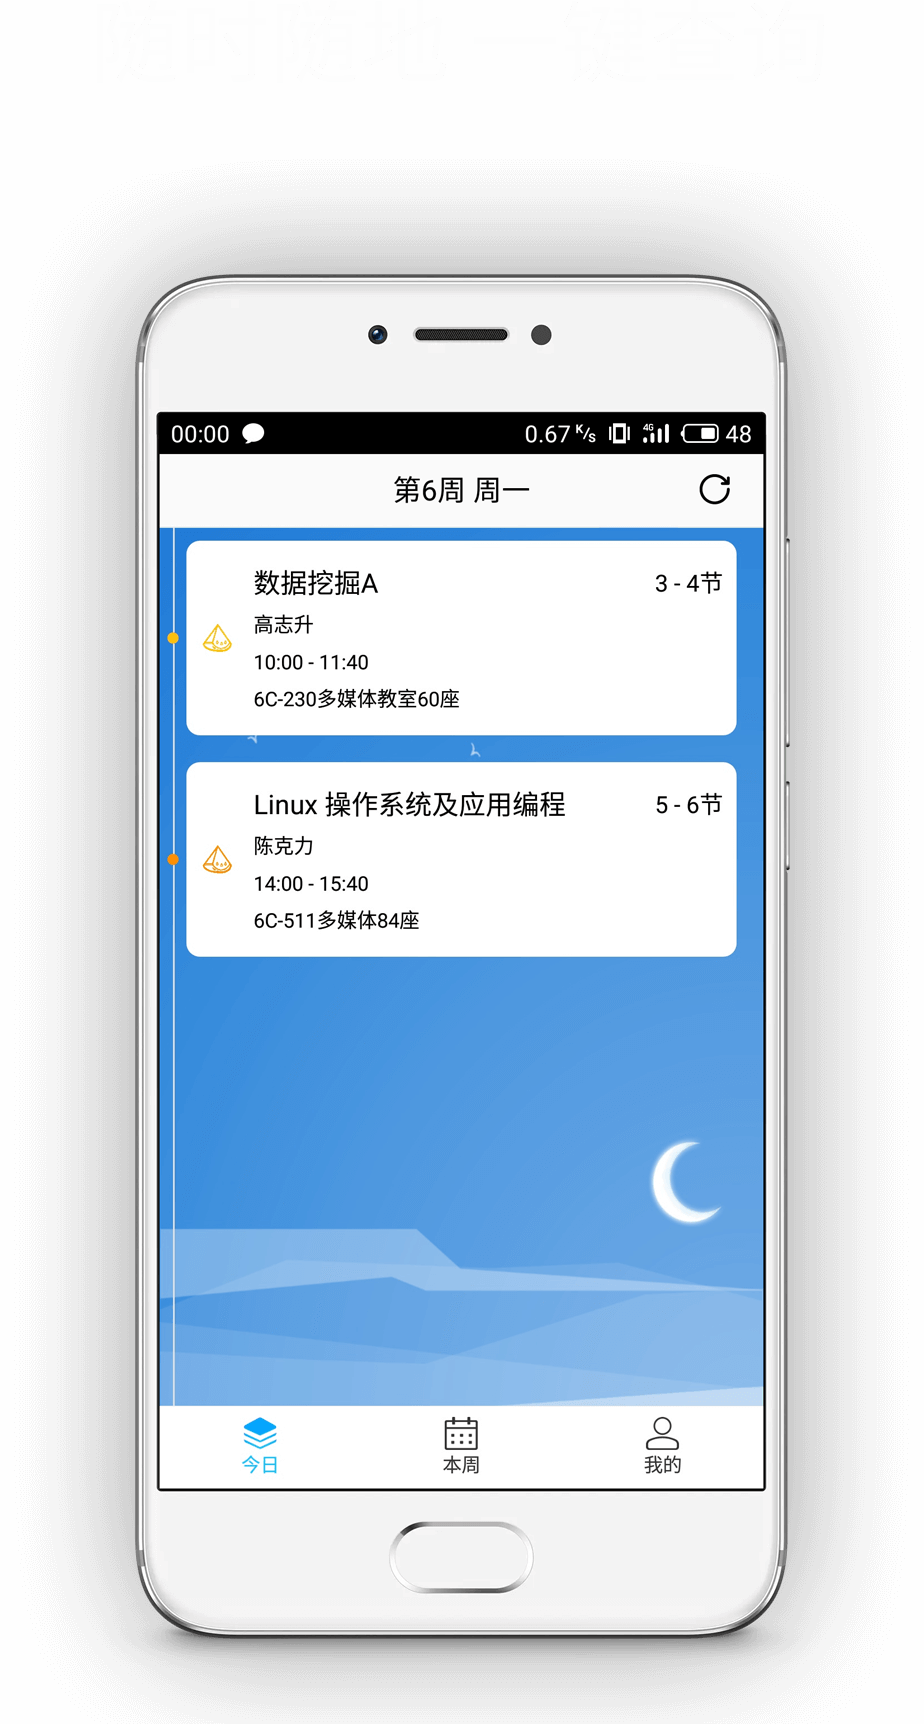 随时随地 一键查询
00:00 0.67 K/s 4G 48
第6周 周一
数据挖掘A 3 - 4节
高志升
10:00 - 11:40
6C-230多媒体教室60座
Linux 操作系统及应用编程 5 - 6节
陈克力
14:00 - 15:40
6C-511多媒体84座
今日 本周 我的